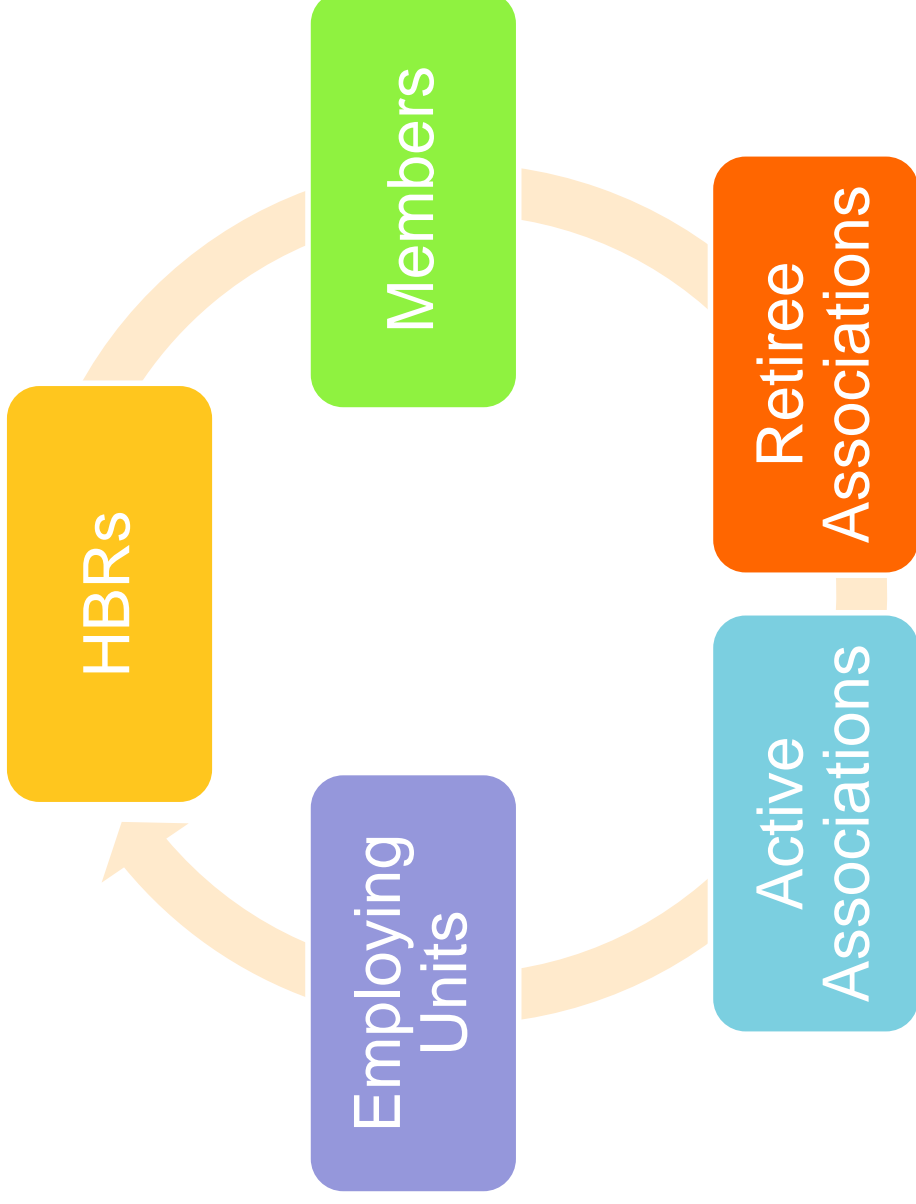 HBRs
Members
Retiree
Associations
Active
Associations
Employing
Units